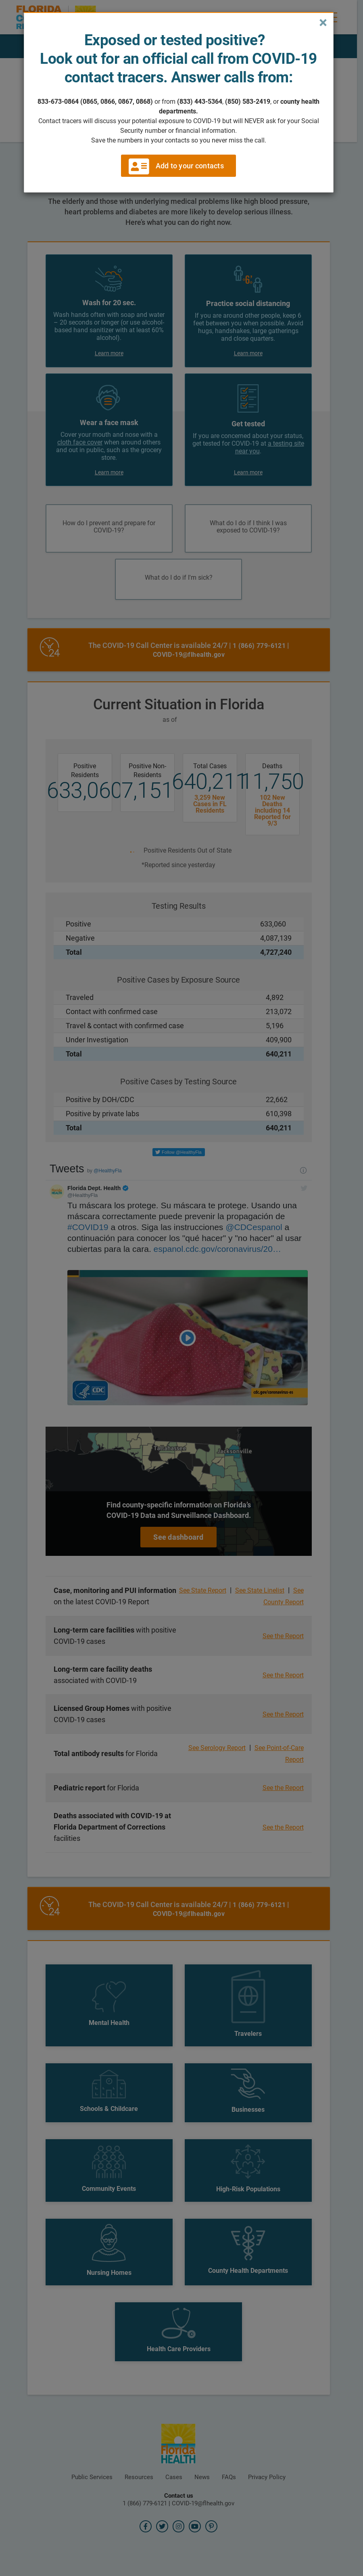 FLORIDA
×
Exposed or tested positive?
Look out for an official call from COVID-19
contact tracers. Answer calls from:
833-673-0864 (0865, 0866, 0867, 0868) or from (833) 443-5364, (850) 583-2419, or county health
departments.
Contact tracers will discuss your potential exposure to COVID-19 but will NEVER ask for your Social
Security number or financial information.
Save the numbers in your contacts so you never miss the call.
Add to your contacts
The elderly and those with underlying medical problems like high blood pressure,
heart problems and diabetes are more likely to develop serious illness.
Here's what you can do right now.
Wash for 20 sec.
Wash hands often with soap and water
– 20 seconds or longer (or use alcohol-
based hand sanitizer with at least 60%
alcohol).
Learn more
Practice social distancing
If you are around other people, keep 6
feet between you when possible. Avoid
hugs, handshakes, large gatherings
and close quarters.
Learn more
Wear a face mask
Cover your mouth and nose with a
cloth face cover when around others
and out in public, such as the grocery
store.
Learn more
Get tested
If you are concerned about your status,
get tested for COVID-19 at a testing site
near you.
Learn more
How do I prevent and prepare for
COVID-19?
What do I do if I think I was
exposed to COVID-19?
What do I do if I'm sick?
24
The COVID-19 Call Center is available 24/7 | 1 (866) 779-6121 |
COVID-19@flhealth.gov
Current Situation in Florida
as of
Positive
Residents
633,060
Positive Non-
Residents
7,151
Total Cases
640,211
3,209 New
Cases in FL
Residents
Deaths
11,750
102 New
Deaths
including 14
Reported for
9/3
Positive Residents Out of State
*Reported since yesterday
Testing Results
Positive 633,060
Negative 4,087,139
Total 4,727,240
Positive Cases by Exposure Source
Traveled 4,892
Contact with confirmed case 213,072
Travel & contact with confirmed case 5,196
Under Investigation 409,900
Total 640,211
Positive Cases by Testing Source
Positive by DOH/CDC 22,662
Positive by private labs 610,398
Total 640,211
Follow @HealthyFla
Tweets by @HealthyFla
Florida Dept. Health
@HealthyFla
Tu máscara los protege. Su máscara te protege. Usando una
máscara correctamente puede prevenir la propagación de
#COVID19 a otros. Siga las instrucciones @CDCespanol a
continuación para conocer los "qué hacer" y "no hacer" al usar
cubiertas para la cara. espanol.cdc.gov/coronavirus/20…
CDC
cdc.gov/coronavirus-es
Tallahassee
Jacksonville
Find county-specific information on Florida's
COVID-19 Data and Surveillance Dashboard.
See dashboard
Case, monitoring and PUI information
on the latest COVID-19 Report
See State Report | See State Linelist | See
County Report
Long-term care facilities with positive
COVID-19 cases
See the Report
Long-term care facility deaths
associated with COVID-19
See the Report
Licensed Group Homes with positive
COVID-19 cases
See the Report
Total antibody results for Florida
See Serology Report | See Point-of-Care
Report
Pediatric report for Florida
See the Report
Deaths associated with COVID-19 at
Florida Department of Corrections
facilities
See the Report
24
The COVID-19 Call Center is available 24/7 | 1 (866) 779-6121 |
COVID-19@flhealth.gov
Mental Health
Travelers
Schools & Childcare
Businesses
Community Events
High-Risk Populations
Nursing Homes
County Health Departments
Health Care Providers
Florida
HEALTH
Public Services
Resources
Cases
News
FAQs
Privacy Policy
Contact us
1 (866) 779-6121 | COVID-19@flhealth.gov